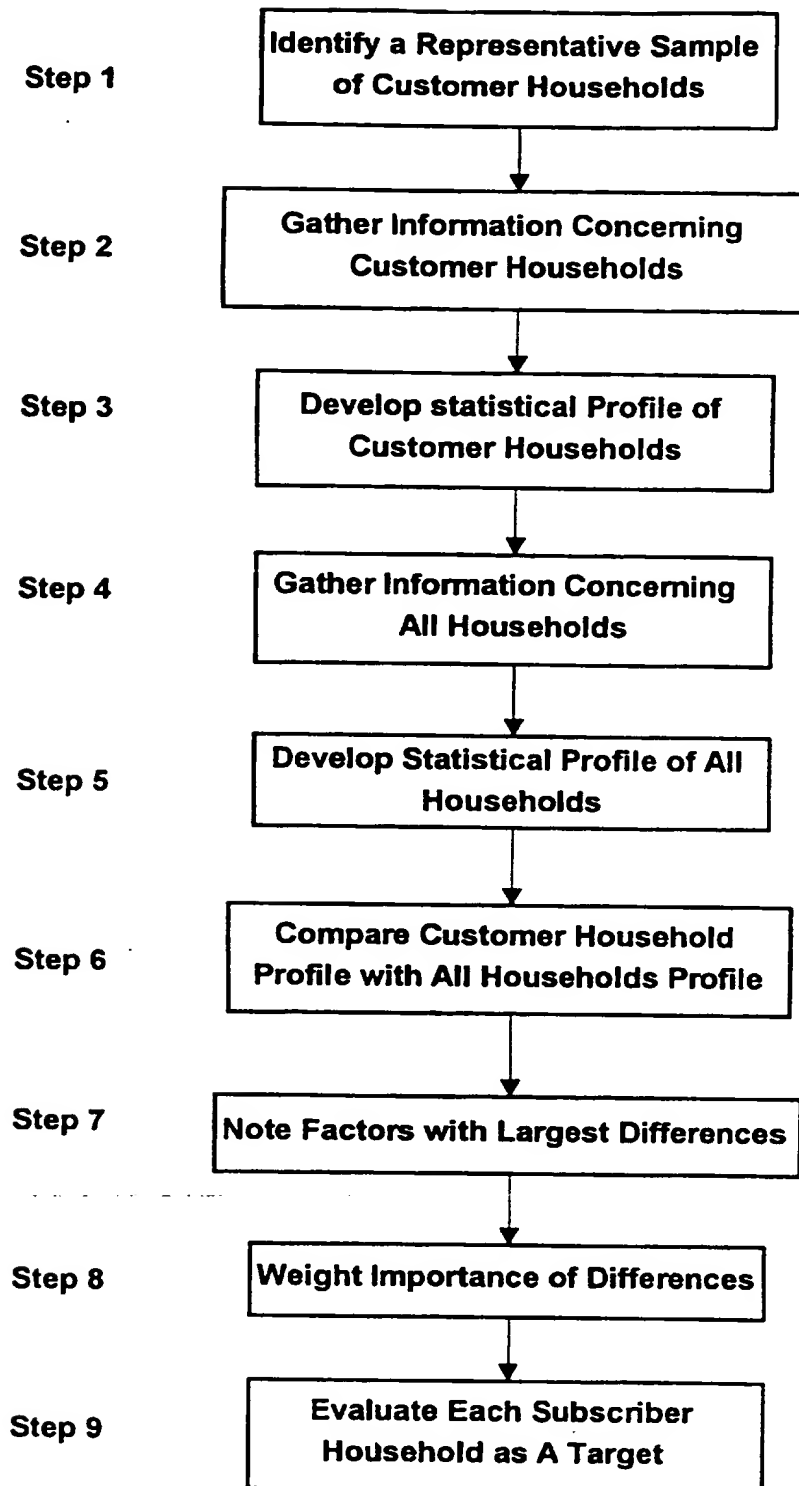 Step 1
Identify a Representative Sample
of Customer Households
Step 2
Gather Information Concerning
Customer Households
Step 3
Develop statistical Profile of
Customer Households
Step 4
Gather Information Concerning
All Households
Step 5
Develop Statistical Profile of All
Households
Step 6
Compare Customer Household
Profile with All Households Profile
Step 7
Note Factors with Largest Differences
Step 8
Weight Importance of Differences
Step 9
Evaluate Each Subscriber
Household as A Target